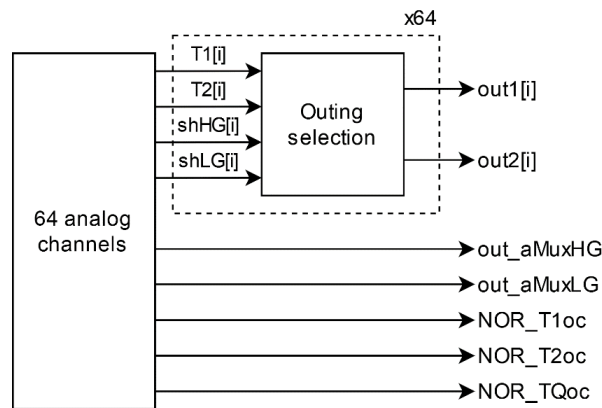 x64
T1[i]
T2[i]
shHG[i]
shLG[i]
Outing
selection
out1[i]
out2[i]
64 analog
channels
out_aMuxHG
out_aMuxLG
NOR_T1oc
NOR_T2oc
NOR_TQoc